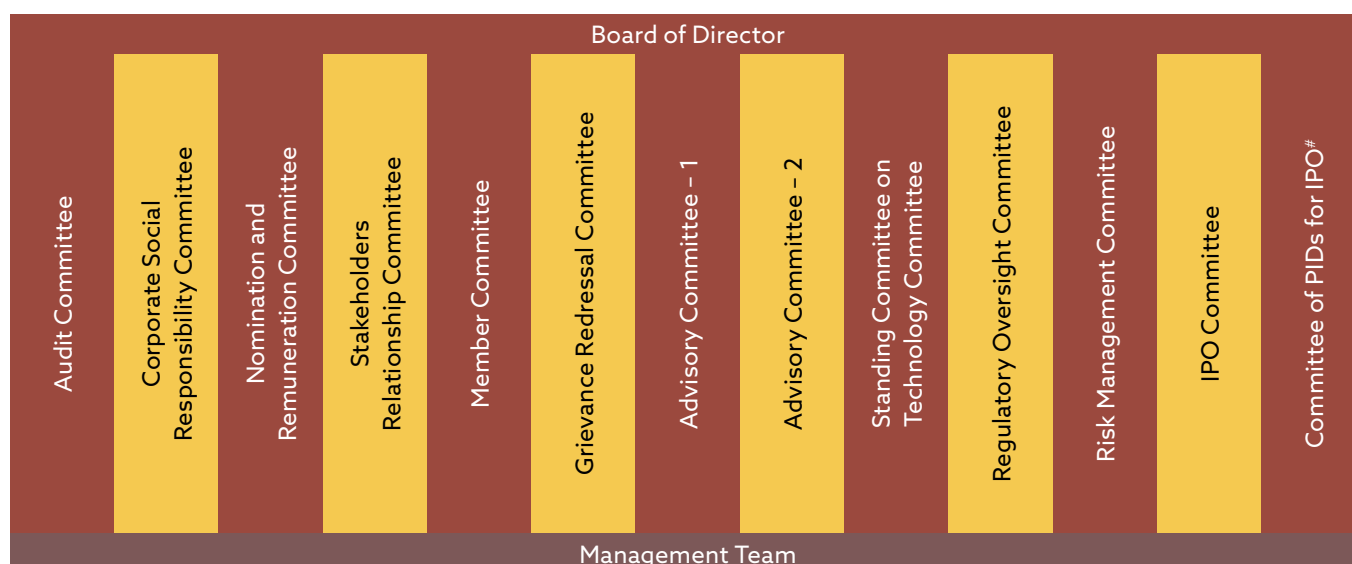 Board of Director
Audit Committee
Corporate Social
Responsibility Committee
Nomination and
Remuneration Committee
Stakeholders
Relationship Committee
Member Committee
Grievance Redressal Committee
Advisory Committee – 1
Advisory Committee – 2
Standing Committee on
Technology Committee
Regulatory Oversight Committee
Risk Management Committee
IPO Committee
Committee of PIDs for IPO#
Management Team